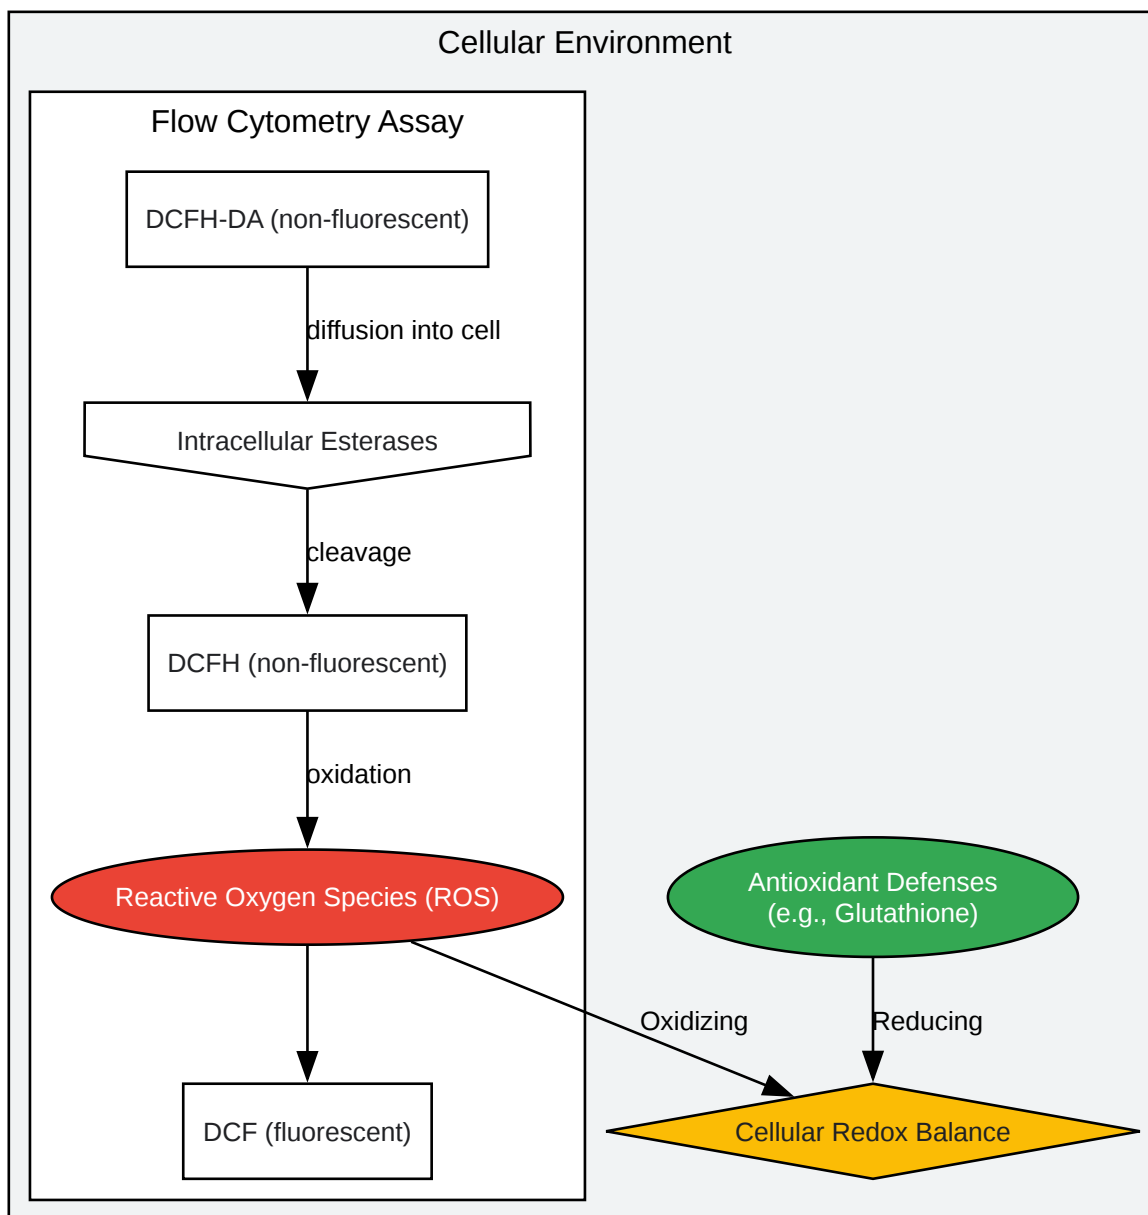 Cellular Environment
Flow Cytometry Assay
DCFH-DA (non-fluorescent)
diffusion into cell
Intracellular Esterases
cleavage
DCFH (non-fluorescent)
oxidation
Reactive Oxygen Species (ROS)
Antioxidant Defenses
(e.g., Glutathione)
Oxidizing
Reducing
DCF (fluorescent)
Cellular Redox Balance